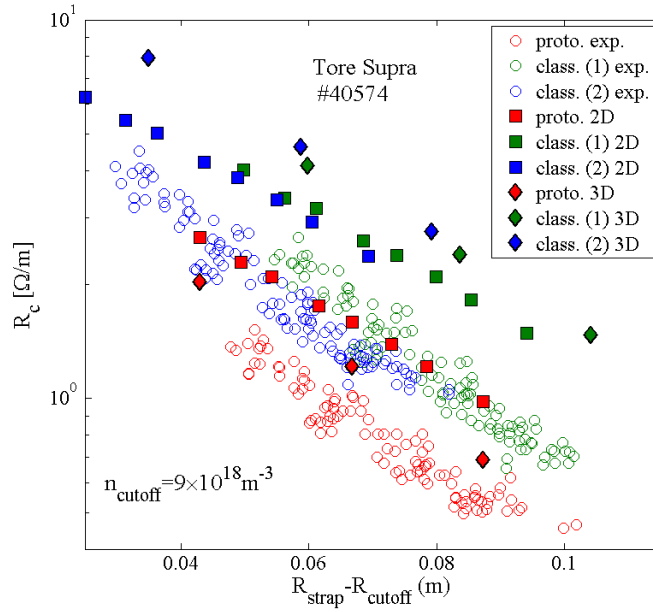 10¹
Tore Supra
#40574
proto. exp.
class. (1) exp.
class. (2) exp.
proto. 2D
class. (1) 2D
class. (2) 2D
proto. 3D
class. (1) 3D
class. (2) 3D
R_c [Ω/m]
10⁰
n_cutoff=9×10¹⁸m⁻³
0.04 0.06 0.08 0.1
R_strap-R_cutoff (m)